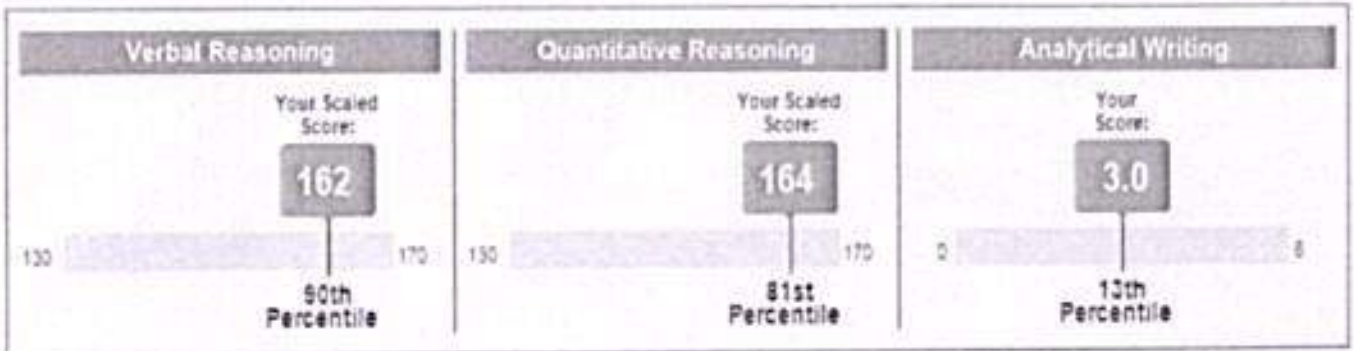 Verbal Reasoning
Your Scaled
Score:
162
130
170
90th
Percentile
Quantitative Reasoning
Your Scaled
Score:
164
130
170
81st
Percentile
Analytical Writing
Your
Score:
3.0
0
6
13th
Percentile